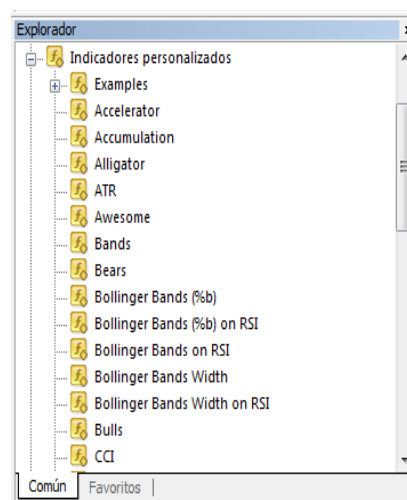 Explorador
Indicadores personalizados
Examples
Accelerator
Accumulation
Alligator
ATR
Awesome
Bands
Bears
Bollinger Bands (%b)
Bollinger Bands (%b) on RSI
Bollinger Bands on RSI
Bollinger Bands Width
Bollinger Bands Width on RSI
Bulls
CCI
Común Favoritos